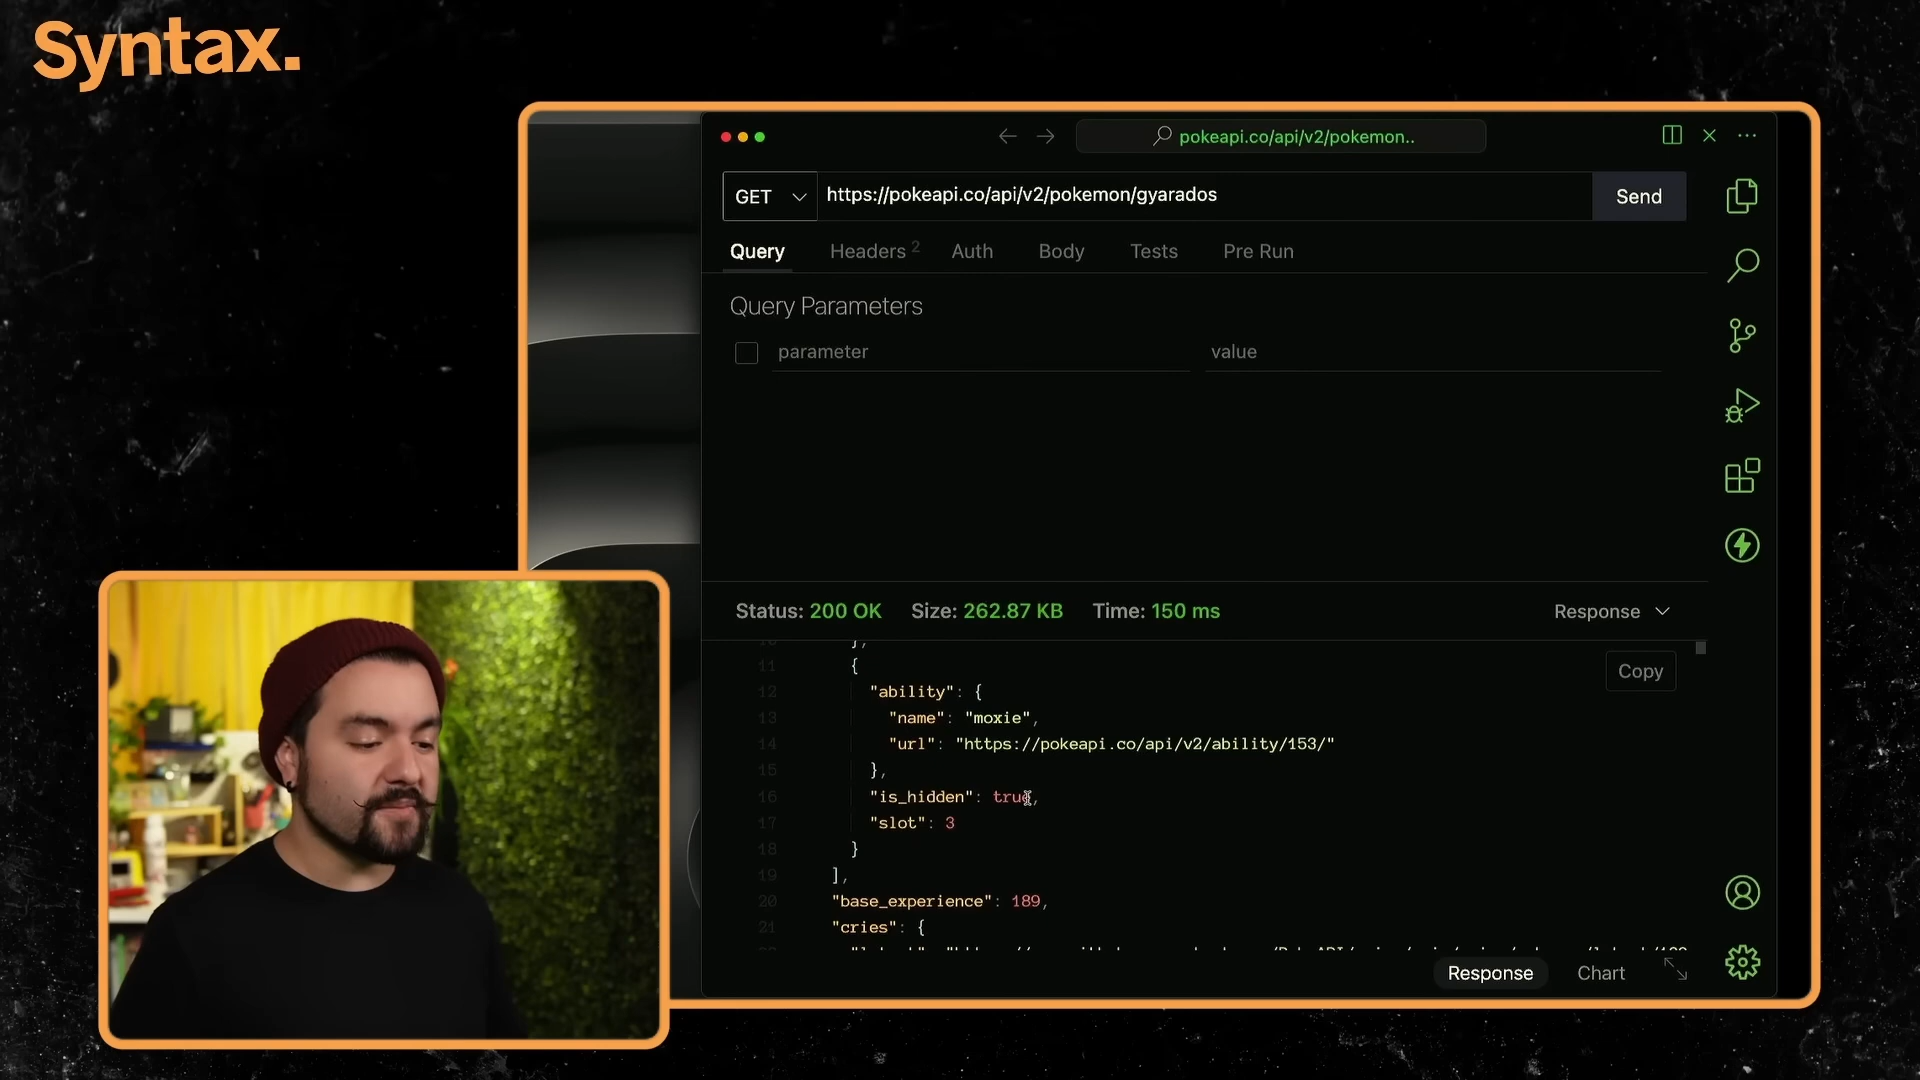 Syntax.
pokeapi.co/api/v2/pokemon..
GET https://pokeapi.co/api/v2/pokemon/gyarados Send
Query Headers 2 Auth Body Tests Pre Run
Query Parameters
parameter value
Status: 200 OK Size: 262.87 KB Time: 150 ms Response
Copy
11 {
12 "ability": {
13 "name": "moxie",
14 "url": "https://pokeapi.co/api/v2/ability/153/"
15 },
16 "is_hidden": true,
17 "slot": 3
18 }
19 ],
20 "base_experience": 189,
21 "cries": {
Response Chart